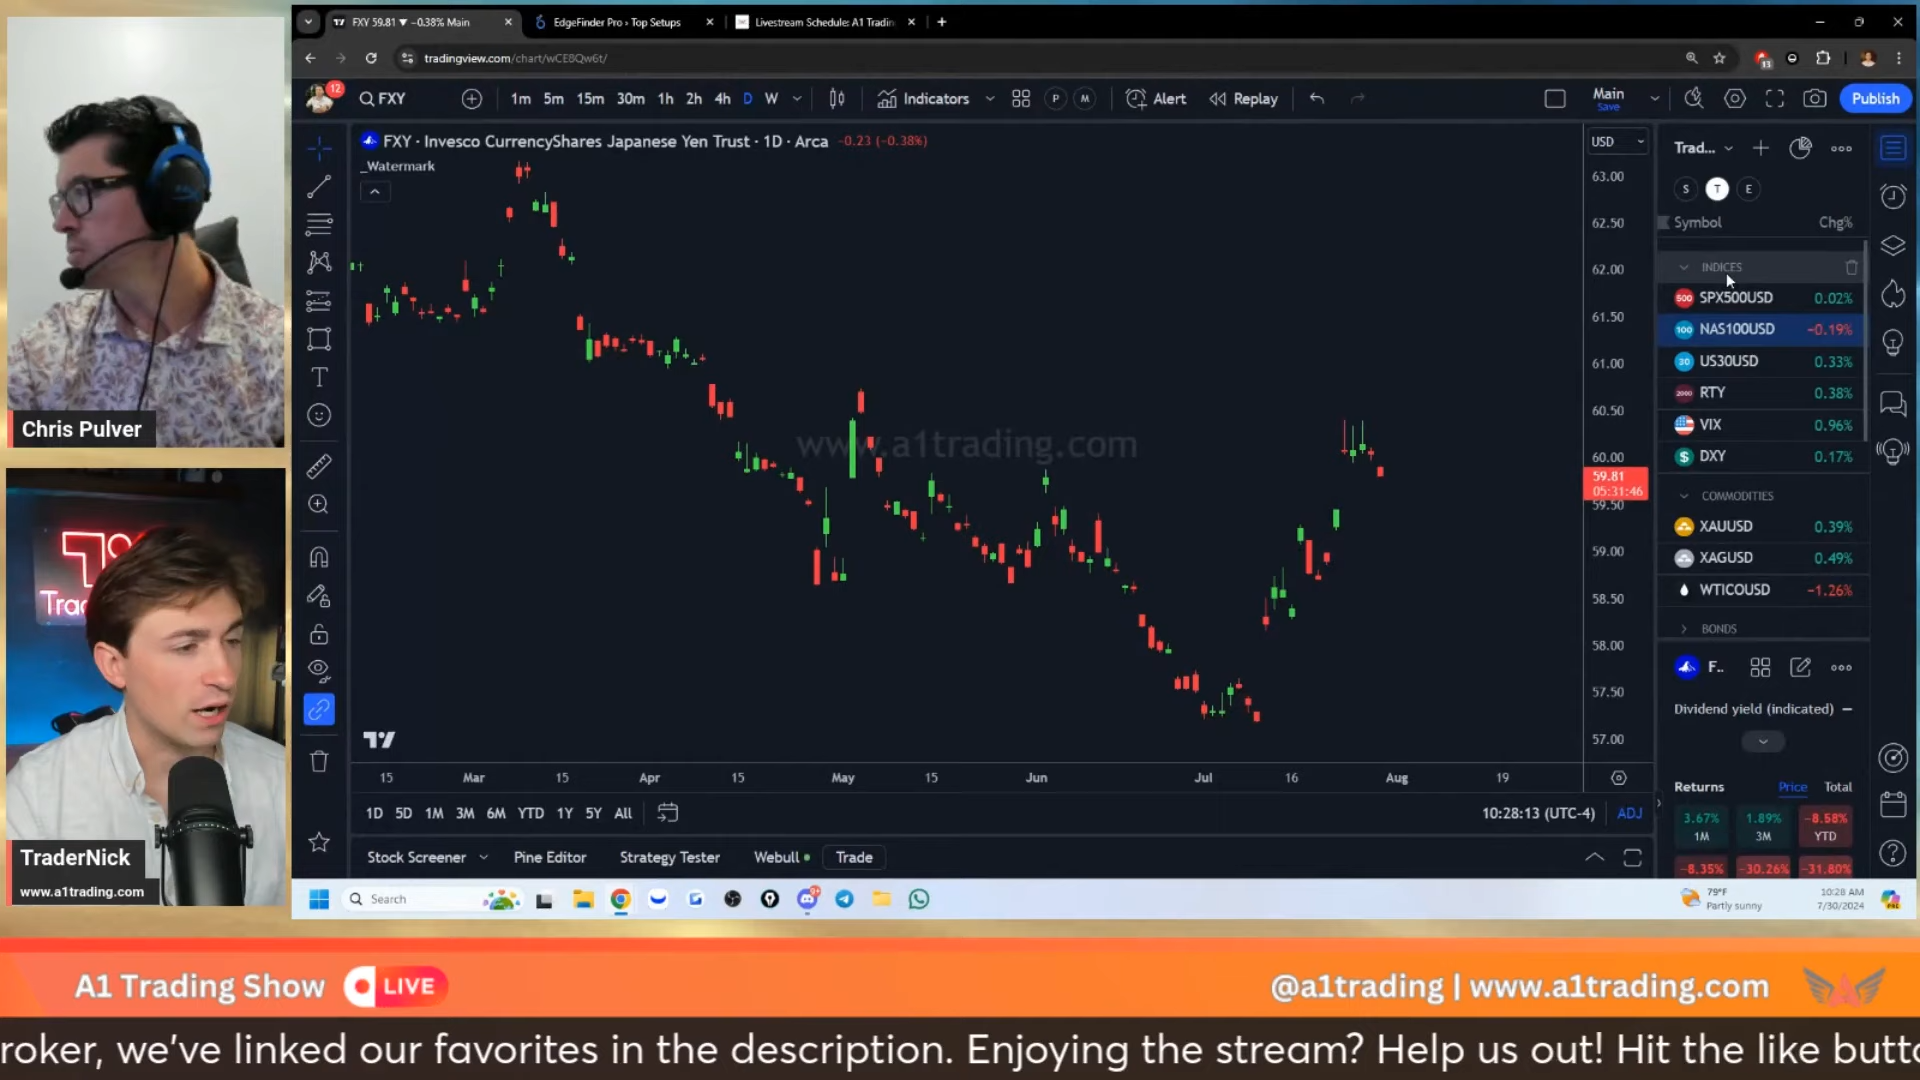 FXY 59.81 ▼ −0.38% Main
EdgeFinder Pro › Top Setups
Livestream Schedule: A1 Tradin
tradingview.com/chart/wCE8Qw6t/
13
12
FXY
1m 5m 15m 30m 1h 2h 4h D W
Indicators
P M
Alert
Replay
Main
Save
Publish
FXY · Invesco CurrencyShares Japanese Yen Trust · 1D · Arca −0.23 (−0.38%)
_Watermark
USD
63.00
62.50
62.00
61.50
61.00
60.50
60.00
59.81
05:31:46
59.50
59.00
58.50
58.00
57.50
57.00
www.a1trading.com
15 Mar 15 Apr 15 May 15 Jun Jul 16 Aug 19
1D 5D 1M 3M 6M YTD 1Y 5Y All
10:28:13 (UTC-4) ADJ
Stock Screener Pine Editor Strategy Tester Webull Trade
Trad...
S T E
Symbol Chg%
INDICES
500 SPX500USD 0.02%
100 NAS100USD −0.19%
30 US30USD 0.33%
2000 RTY 0.38%
VIX 0.96%
DXY 0.17%
COMMODITIES
XAUUSD 0.39%
XAGUSD 0.49%
WTICOUSD −1.26%
BONDS
F..
Dividend yield (indicated) —
Returns Price Total
3.67% 1.89% −8.58%
1M 3M YTD
−8.35% −30.26% −31.80%
Search
9+
79°F
Partly sunny
10:28 AM
7/30/2024
Chris Pulver
Trad
TraderNick
www.a1trading.com
A1 Trading Show LIVE
@a1trading | www.a1trading.com
roker, we've linked our favorites in the description. Enjoying the stream? Help us out! Hit the like butto